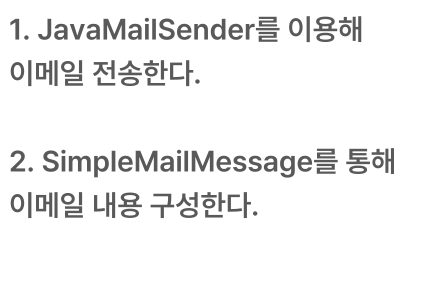 1. JavaMailSender를 이용해
이메일 전송한다.
2. SimpleMailMessage를 통해
이메일 내용 구성한다.